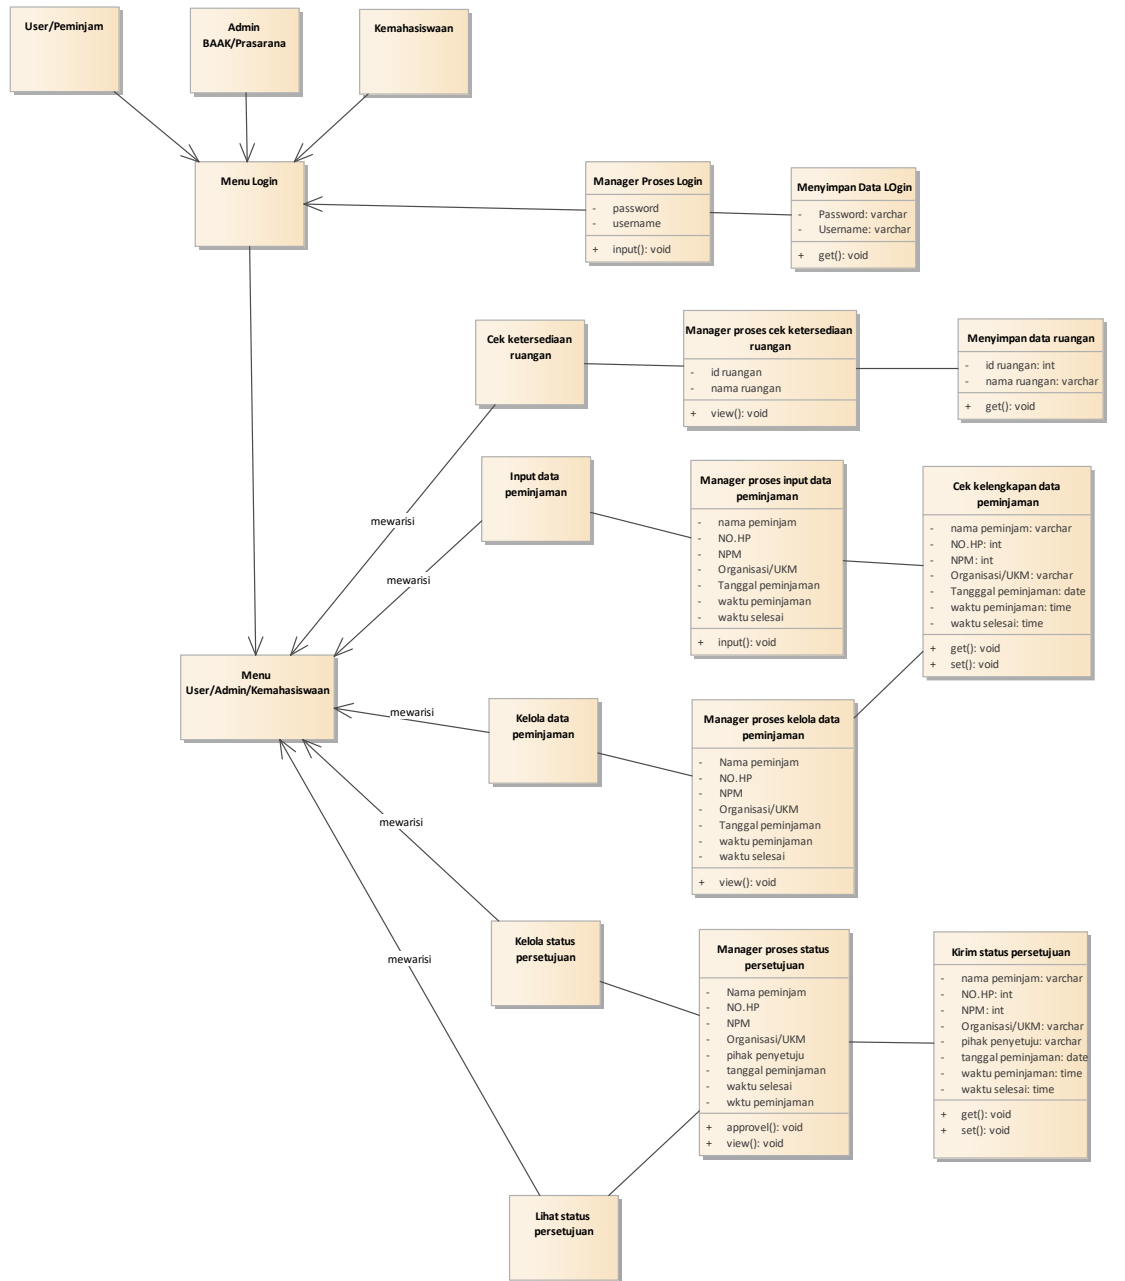 User/Peminjam
Admin
BAAK/Prasarana
Kemahasiswaan
Menu Login
Manager Proses Login
- password
- username
+ input(): void
Menyimpan Data LOgin
- Password: varchar
- Username: varchar
+ get(): void
Cek ketersediaan
ruangan
Manager proses cek ketersediaan
ruangan
- id ruangan
- nama ruangan
+ view(): void
Menyimpan data ruangan
- id ruangan: int
- nama ruangan: varchar
+ get(): void
Input data
peminjaman
Manager proses input data
peminjaman
- nama peminjam
- NO.HP
- NPM
- Organisasi/UKM
- Tanggal peminjaman
- waktu peminjaman
- waktu selesai
+ input(): void
Cek kelengkapan data
peminjaman
- nama peminjam: varchar
- NO.HP: int
- NPM: int
- Organisasi/UKM: varchar
- Tangggal peminjaman: date
- waktu peminjaman: time
- waktu selesai: time
+ get(): void
+ set(): void
mewarisi
mewarisi
Menu
User/Admin/Kemahasiswaan
mewarisi
Kelola data
peminjaman
Manager proses kelola data
peminjaman
- Nama peminjam
- NO.HP
- NPM
- Organisasi/UKM
- Tanggal peminjaman
- waktu peminjaman
- waktu selesai
+ view(): void
mewarisi
Kelola status
persetujuan
mewarisi
Manager proses status
persetujuan
- Nama peminjam
- NO.HP
- NPM
- Organisasi/UKM
- pihak penyetuju
- tanggal peminjaman
- waktu selesai
- wktu peminjaman
+ approvel(): void
+ view(): void
Kirim status persetujuan
- nama peminjam: varchar
- NO.HP: int
- NPM: int
- Organisasi/UKM: varchar
- pihak penyetuju: varchar
- tanggal peminjaman: date
- waktu peminjaman: time
- waktu selesai: time
+ get(): void
+ set(): void
Lihat status
persetujuan